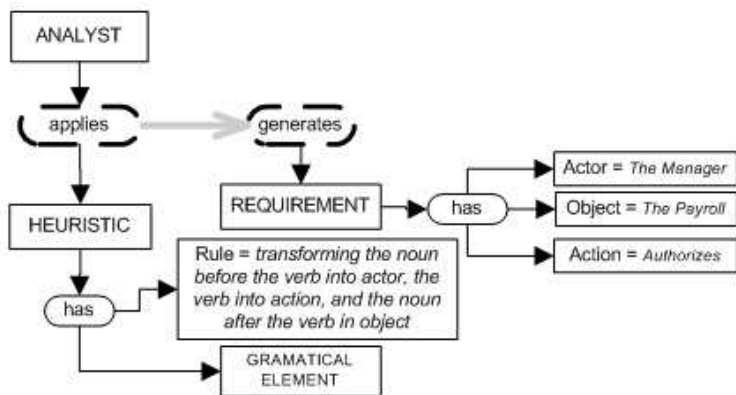 ANALYST
applies
generates
HEURISTIC
REQUIREMENT
has
Actor = The Manager
Object = The Payroll
Action = Authorizes
has
Rule = transforming the noun
before the verb into actor, the
verb into action, and the noun
after the verb in object
GRAMATICAL
ELEMENT